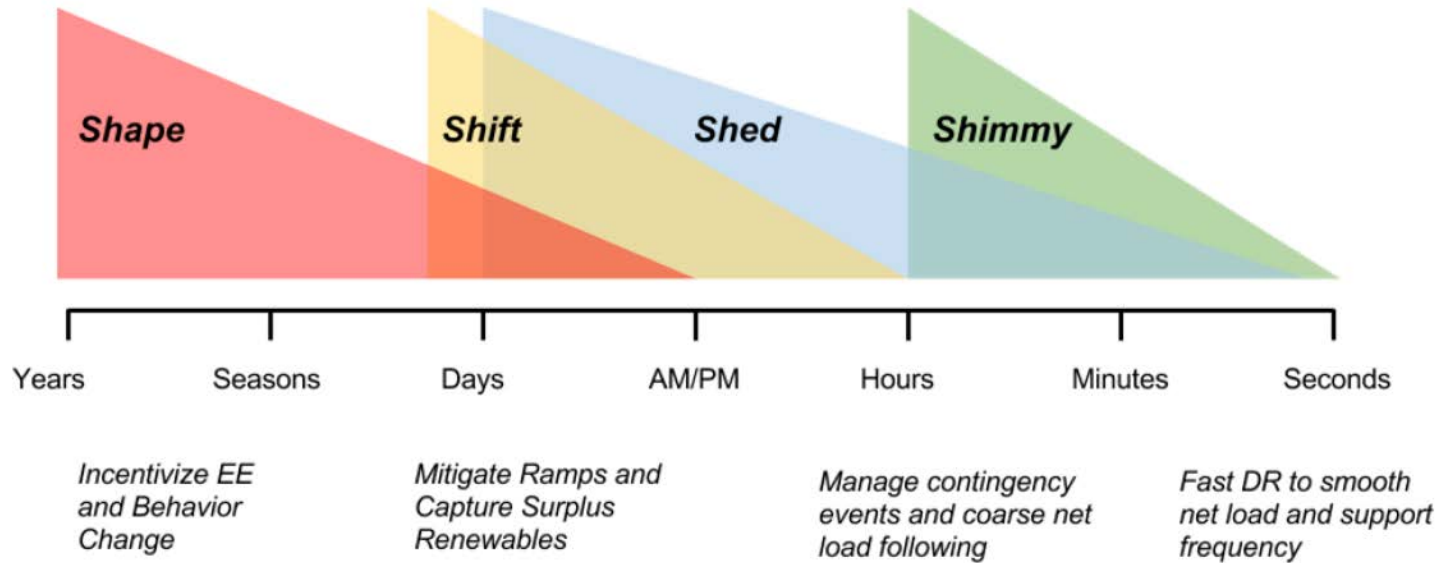 Shape
Shift
Shed
Shimmy
Years
Seasons
Days
AM/PM
Hours
Minutes
Seconds
Incentivize EE
and Behavior
Change
Mitigate Ramps and
Capture Surplus
Renewables
Manage contingency
events and coarse net
load following
Fast DR to smooth
net load and support
frequency